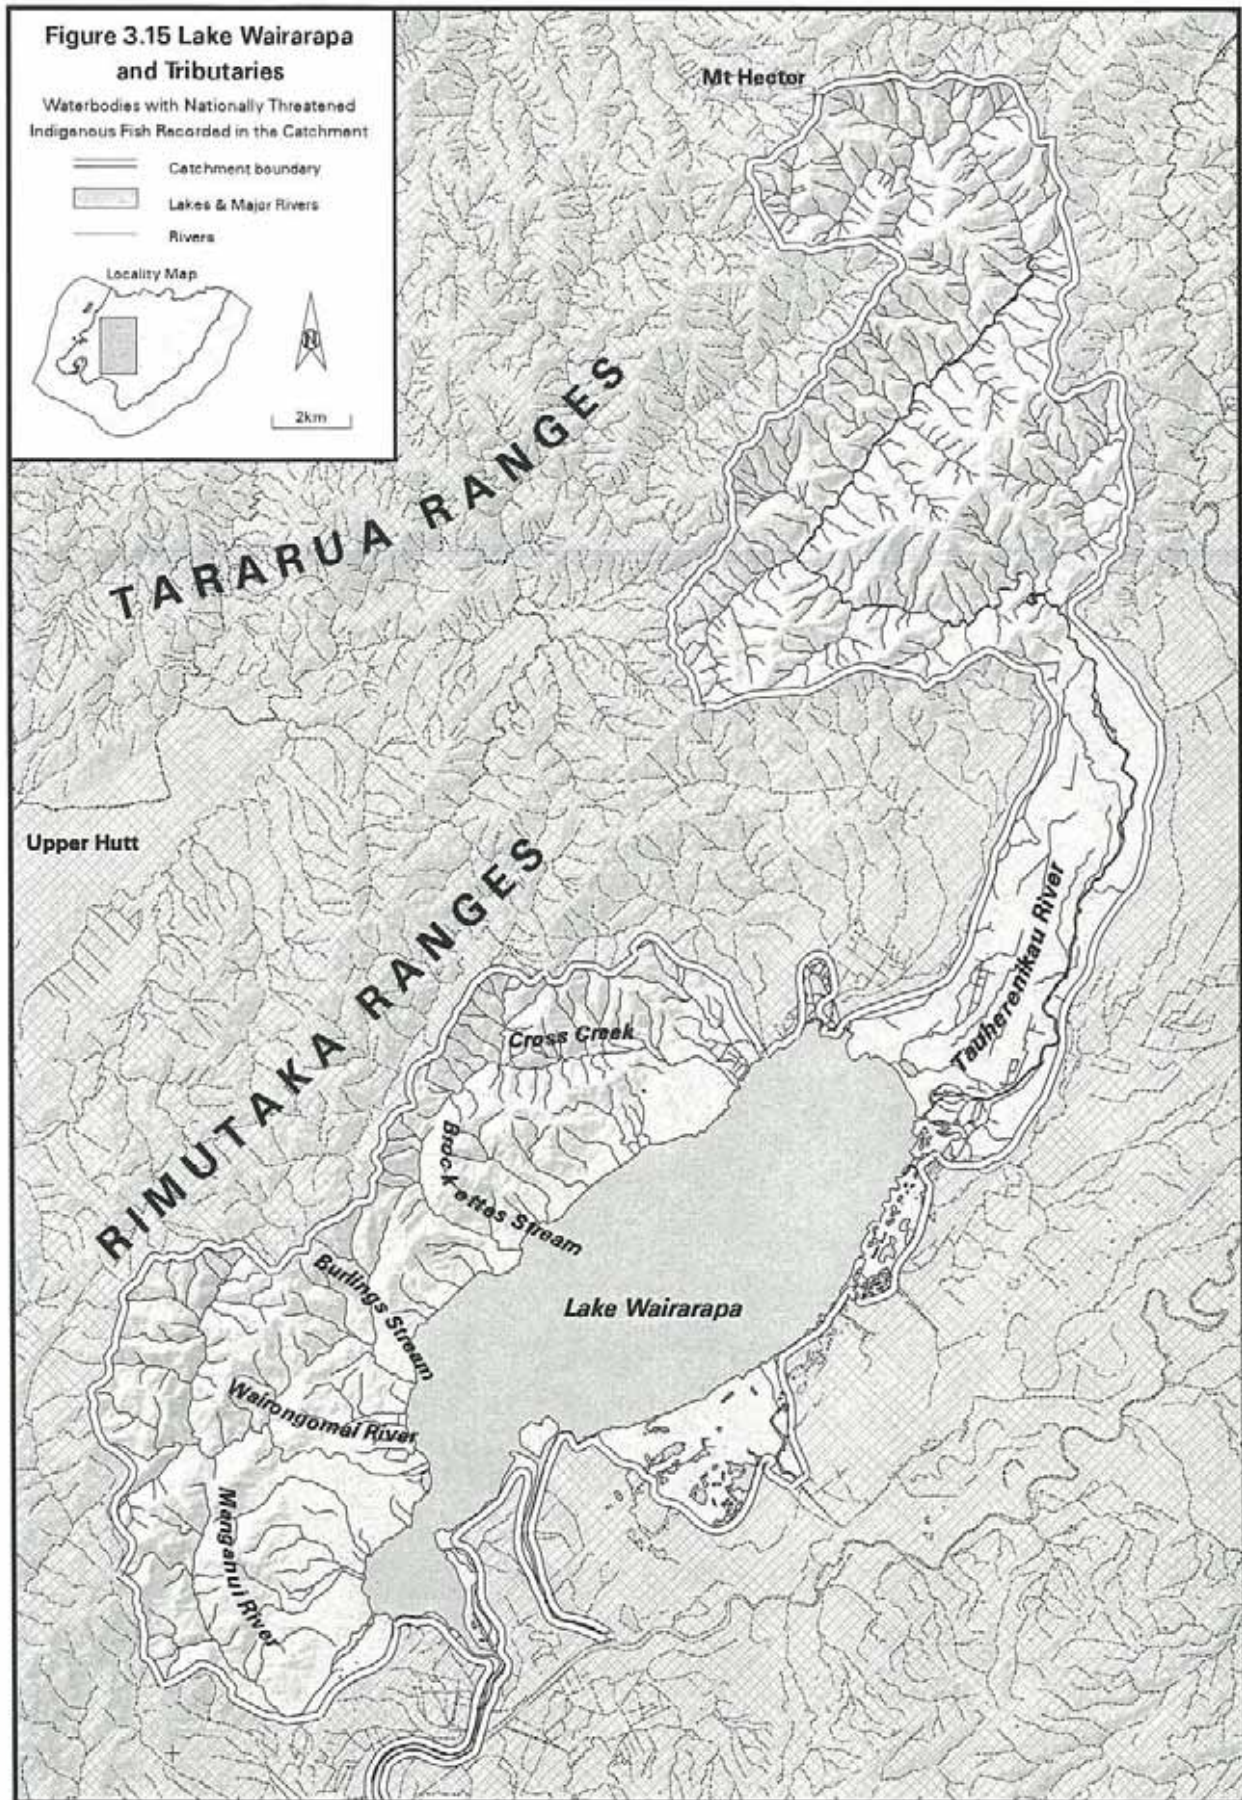 Figure 3.15 Lake Wairarapa
and Tributaries
Waterbodies with Nationally Threatened
Indigenous Fish Recorded in the Catchment
Catchment boundary
Lakes & Major Rivers
Rivers
Locality Map
N
2km
Mt Hector
TARARUA RANGES
Upper Hutt
RIMUTAKA RANGES
Tauherenikau River
Cross Creek
Brockettes Stream
Burlings Stream
Lake Wairarapa
Wairongomai River
Manganui River